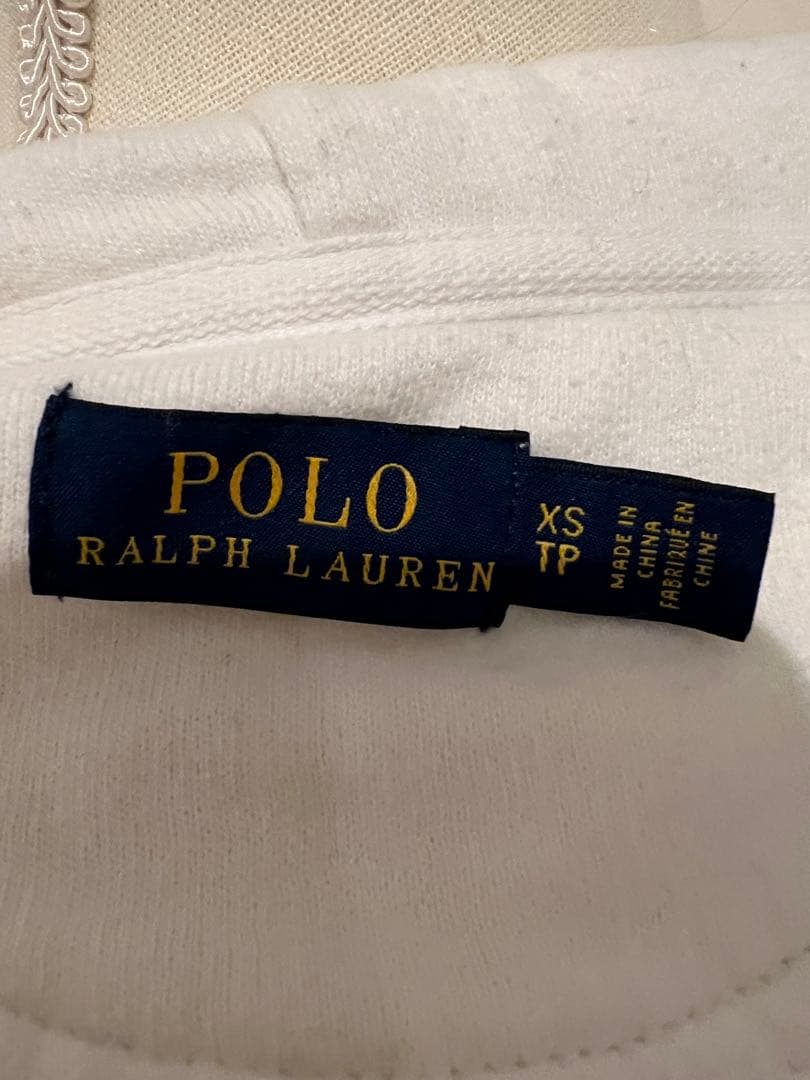 POLO
RALPH LAUREN
XS
TP
MADE IN
CHINA
FABRIQUÉ EN
CHINE